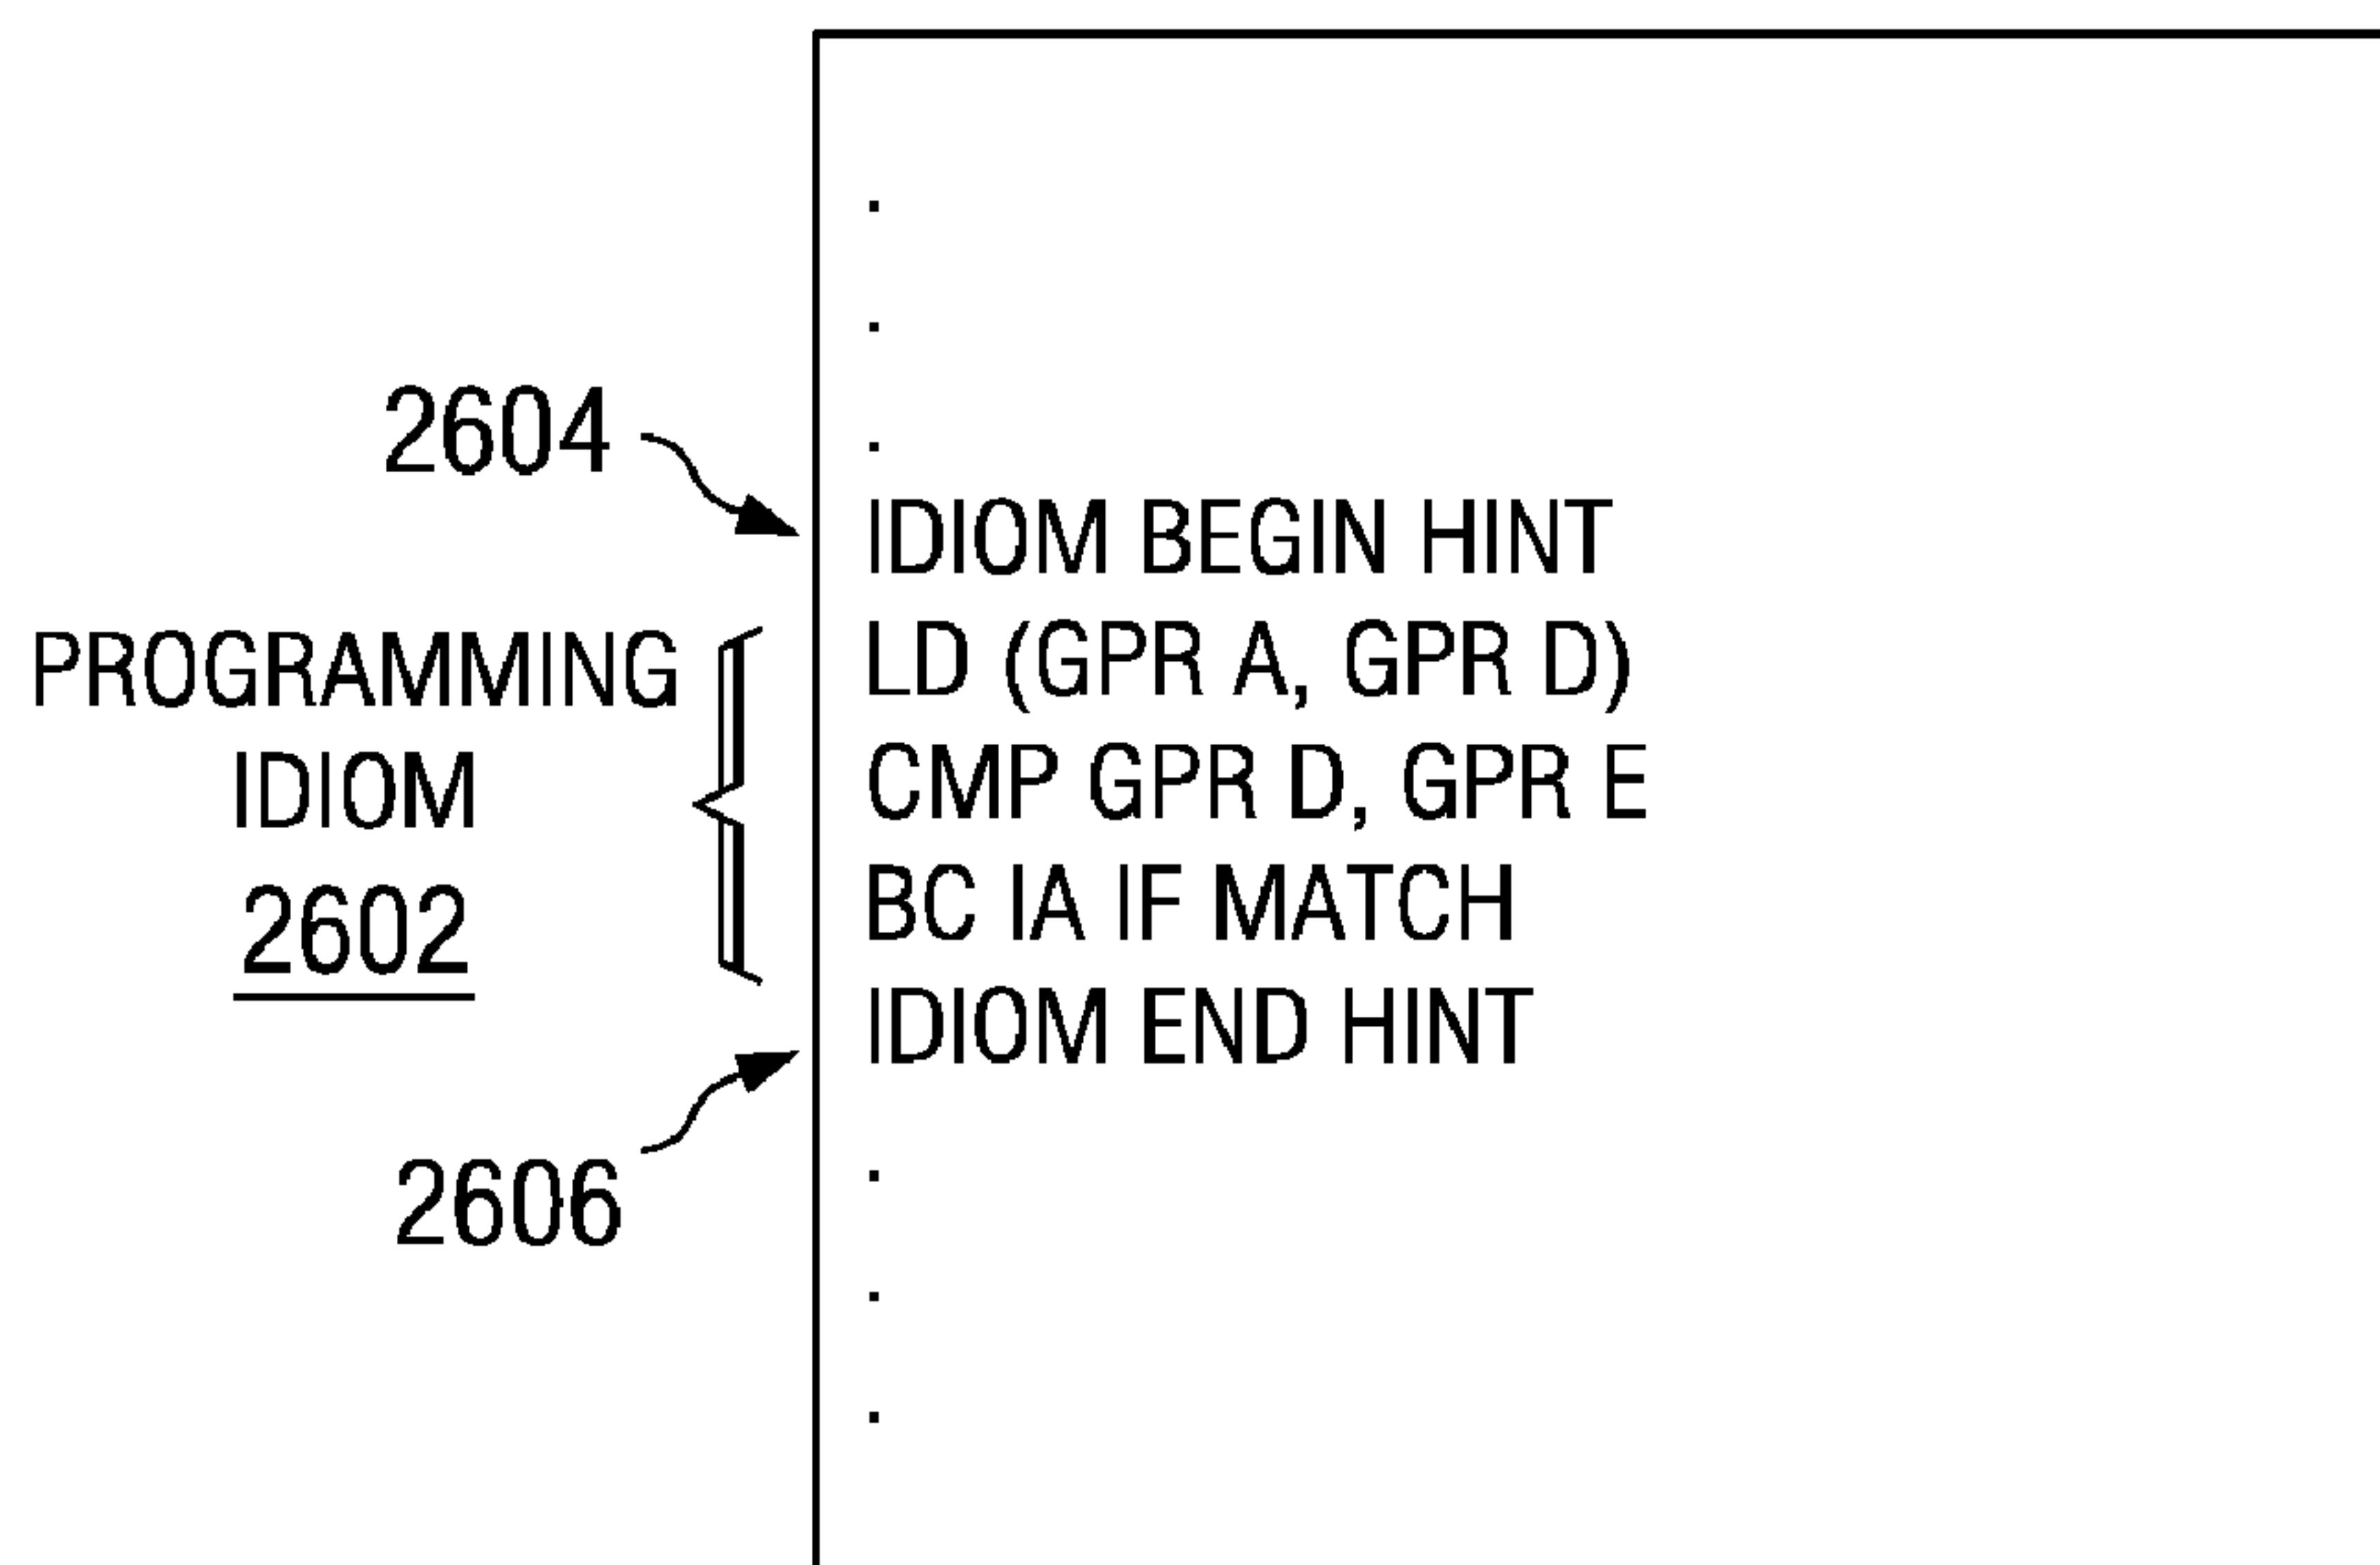 .
.
2604
.
IDIOM BEGIN HINT
PROGRAMMING
IDIOM
2602
LD (GPR A, GPR D)
CMP GPR D, GPR E
BC IA IF MATCH
IDIOM END HINT
2606
.
.
.